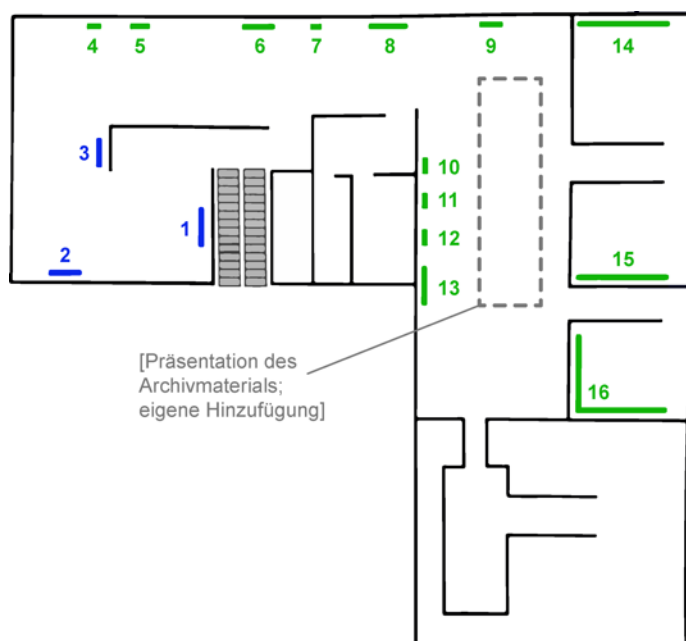 4 5 6 7 8 9 14
3
10
11
1
12
2
13
15
[Präsentation des
Archivmaterials;
eigene Hinzufügung]
16